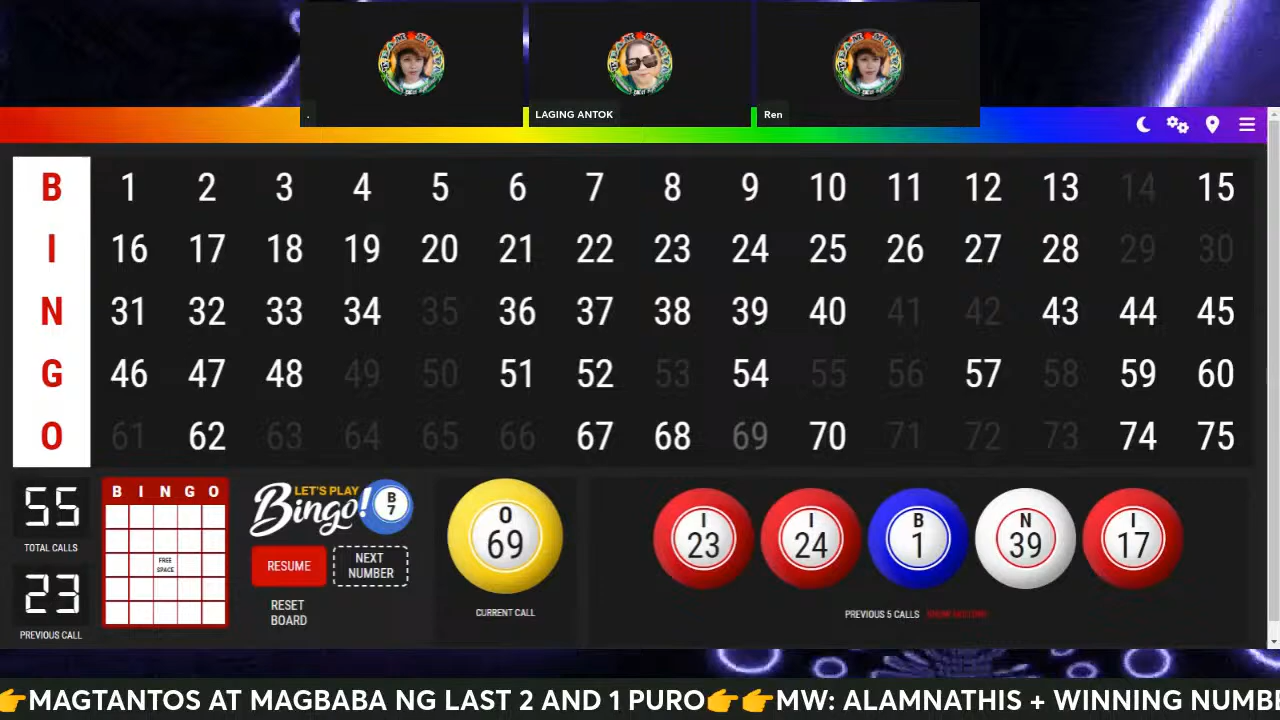 .
LAGING ANTOK
Ren
B 1 2 3 4 5 6 7 8 9 10 11 12 13 14 15
I 16 17 18 19 20 21 22 23 24 25 26 27 28 29 30
N 31 32 33 34 35 36 37 38 39 40 41 42 43 44 45
G 46 47 48 49 50 51 52 53 54 55 56 57 58 59 60
O 61 62 63 64 65 66 67 68 69 70 71 72 73 74 75
55
TOTAL CALLS
23
PREVIOUS CALL
B I N G O
FREE
SPACE
LET'S PLAY
Bingo!
B
7
RESUME
NEXT
NUMBER
RESET
BOARD
O
69
CURRENT CALL
I
23
I
24
B
1
N
39
I
17
PREVIOUS 5 CALLS
👉MAGTANTOS AT MAGBABA NG LAST 2 AND 1 PURO👉👉MW: ALAMNATHIS + WINNING NUMBE